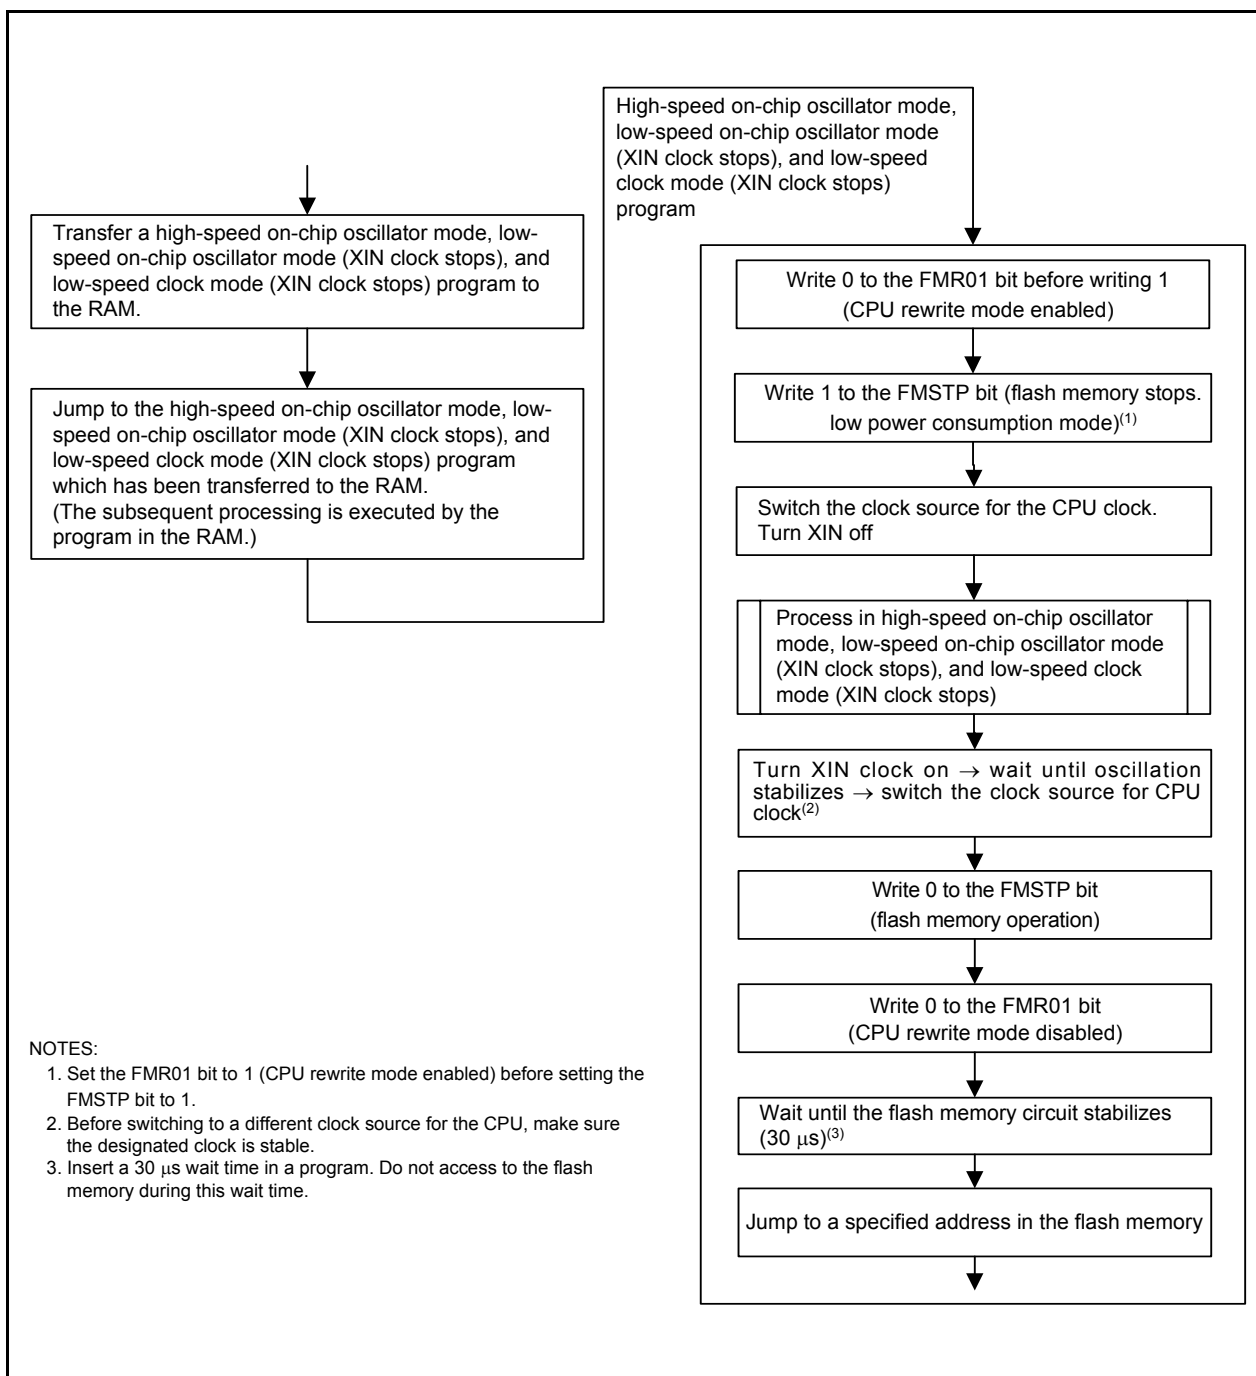 Transfer a high-speed on-chip oscillator mode, low-
speed on-chip oscillator mode (XIN clock stops), and
low-speed clock mode (XIN clock stops) program to
the RAM.
Jump to the high-speed on-chip oscillator mode, low-
speed on-chip oscillator mode (XIN clock stops), and
low-speed clock mode (XIN clock stops) program
which has been transferred to the RAM.
(The subsequent processing is executed by the
program in the RAM.)
High-speed on-chip oscillator mode,
low-speed on-chip oscillator mode
(XIN clock stops), and low-speed
clock mode (XIN clock stops)
program
Write 0 to the FMR01 bit before writing 1
(CPU rewrite mode enabled)
Write 1 to the FMSTP bit (flash memory stops.
low power consumption mode)(1)
Switch the clock source for the CPU clock.
Turn XIN off
Process in high-speed on-chip oscillator
mode, low-speed on-chip oscillator mode
(XIN clock stops), and low-speed clock
mode (XIN clock stops)
Turn XIN clock on → wait until oscillation
stabilizes → switch the clock source for CPU
clock(2)
Write 0 to the FMSTP bit
(flash memory operation)
Write 0 to the FMR01 bit
(CPU rewrite mode disabled)
Wait until the flash memory circuit stabilizes
(30 μs)(3)
Jump to a specified address in the flash memory
NOTES:
1. Set the FMR01 bit to 1 (CPU rewrite mode enabled) before setting the
FMSTP bit to 1.
2. Before switching to a different clock source for the CPU, make sure
the designated clock is stable.
3. Insert a 30 μs wait time in a program. Do not access to the flash
memory during this wait time.